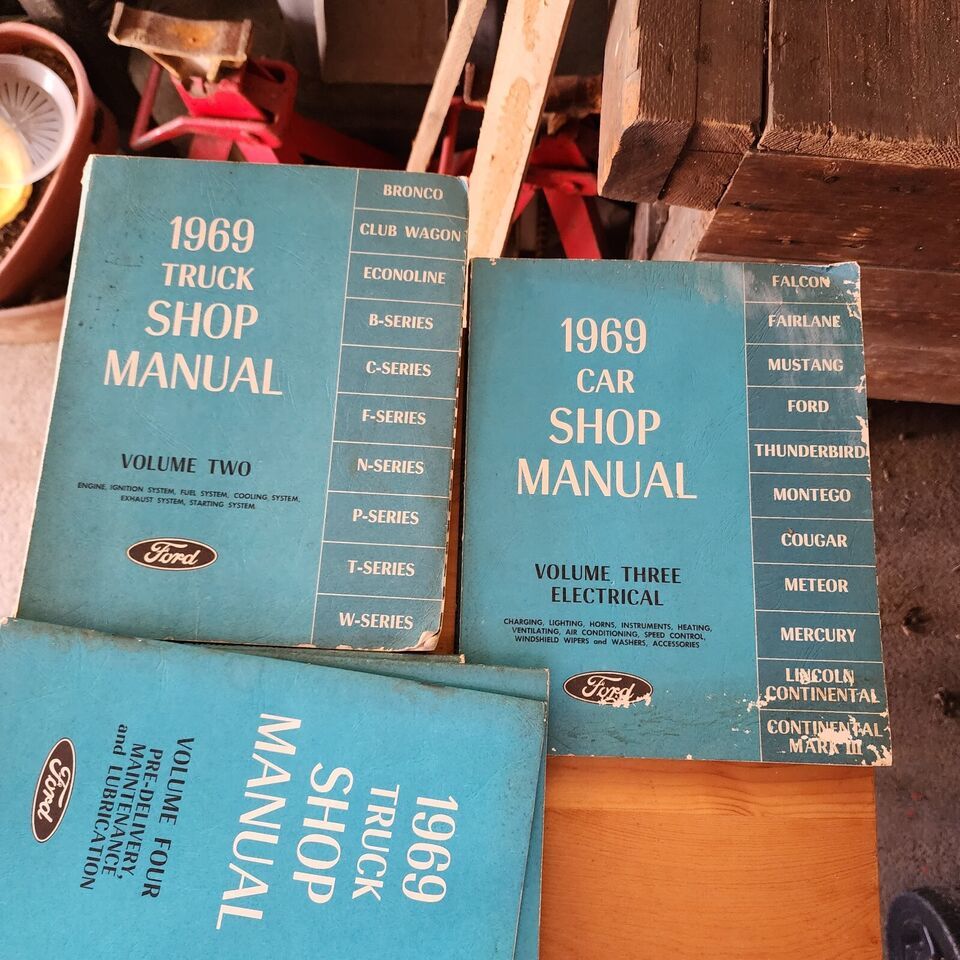 1969
TRUCK
SHOP
MANUAL
VOLUME TWO
ENGINE, IGNITION SYSTEM, FUEL SYSTEM, COOLING SYSTEM,
EXHAUST SYSTEM, STARTING SYSTEM
Ford
BRONCO
CLUB WAGON
ECONOLINE
B-SERIES
C-SERIES
F-SERIES
N-SERIES
P-SERIES
T-SERIES
W-SERIES
1969
CAR
SHOP
MANUAL
VOLUME THREE
ELECTRICAL
CHARGING, LIGHTING, HORNS, INSTRUMENTS, HEATING,
VENTILATING, AIR CONDITIONING, SPEED CONTROL,
WINDSHIELD WIPERS and WASHERS, ACCESSORIES
Ford
FALCON
FAIRLANE
MUSTANG
FORD
THUNDERBIRD
MONTEGO
COUGAR
METEOR
MERCURY
LINCOLN
CONTINENTAL
CONTINENTAL
MARK III
1969
TRUCK
SHOP
MANUAL
VOLUME FOUR
PRE-DELIVERY,
MAINTENANCE,
and LUBRICATION
Ford